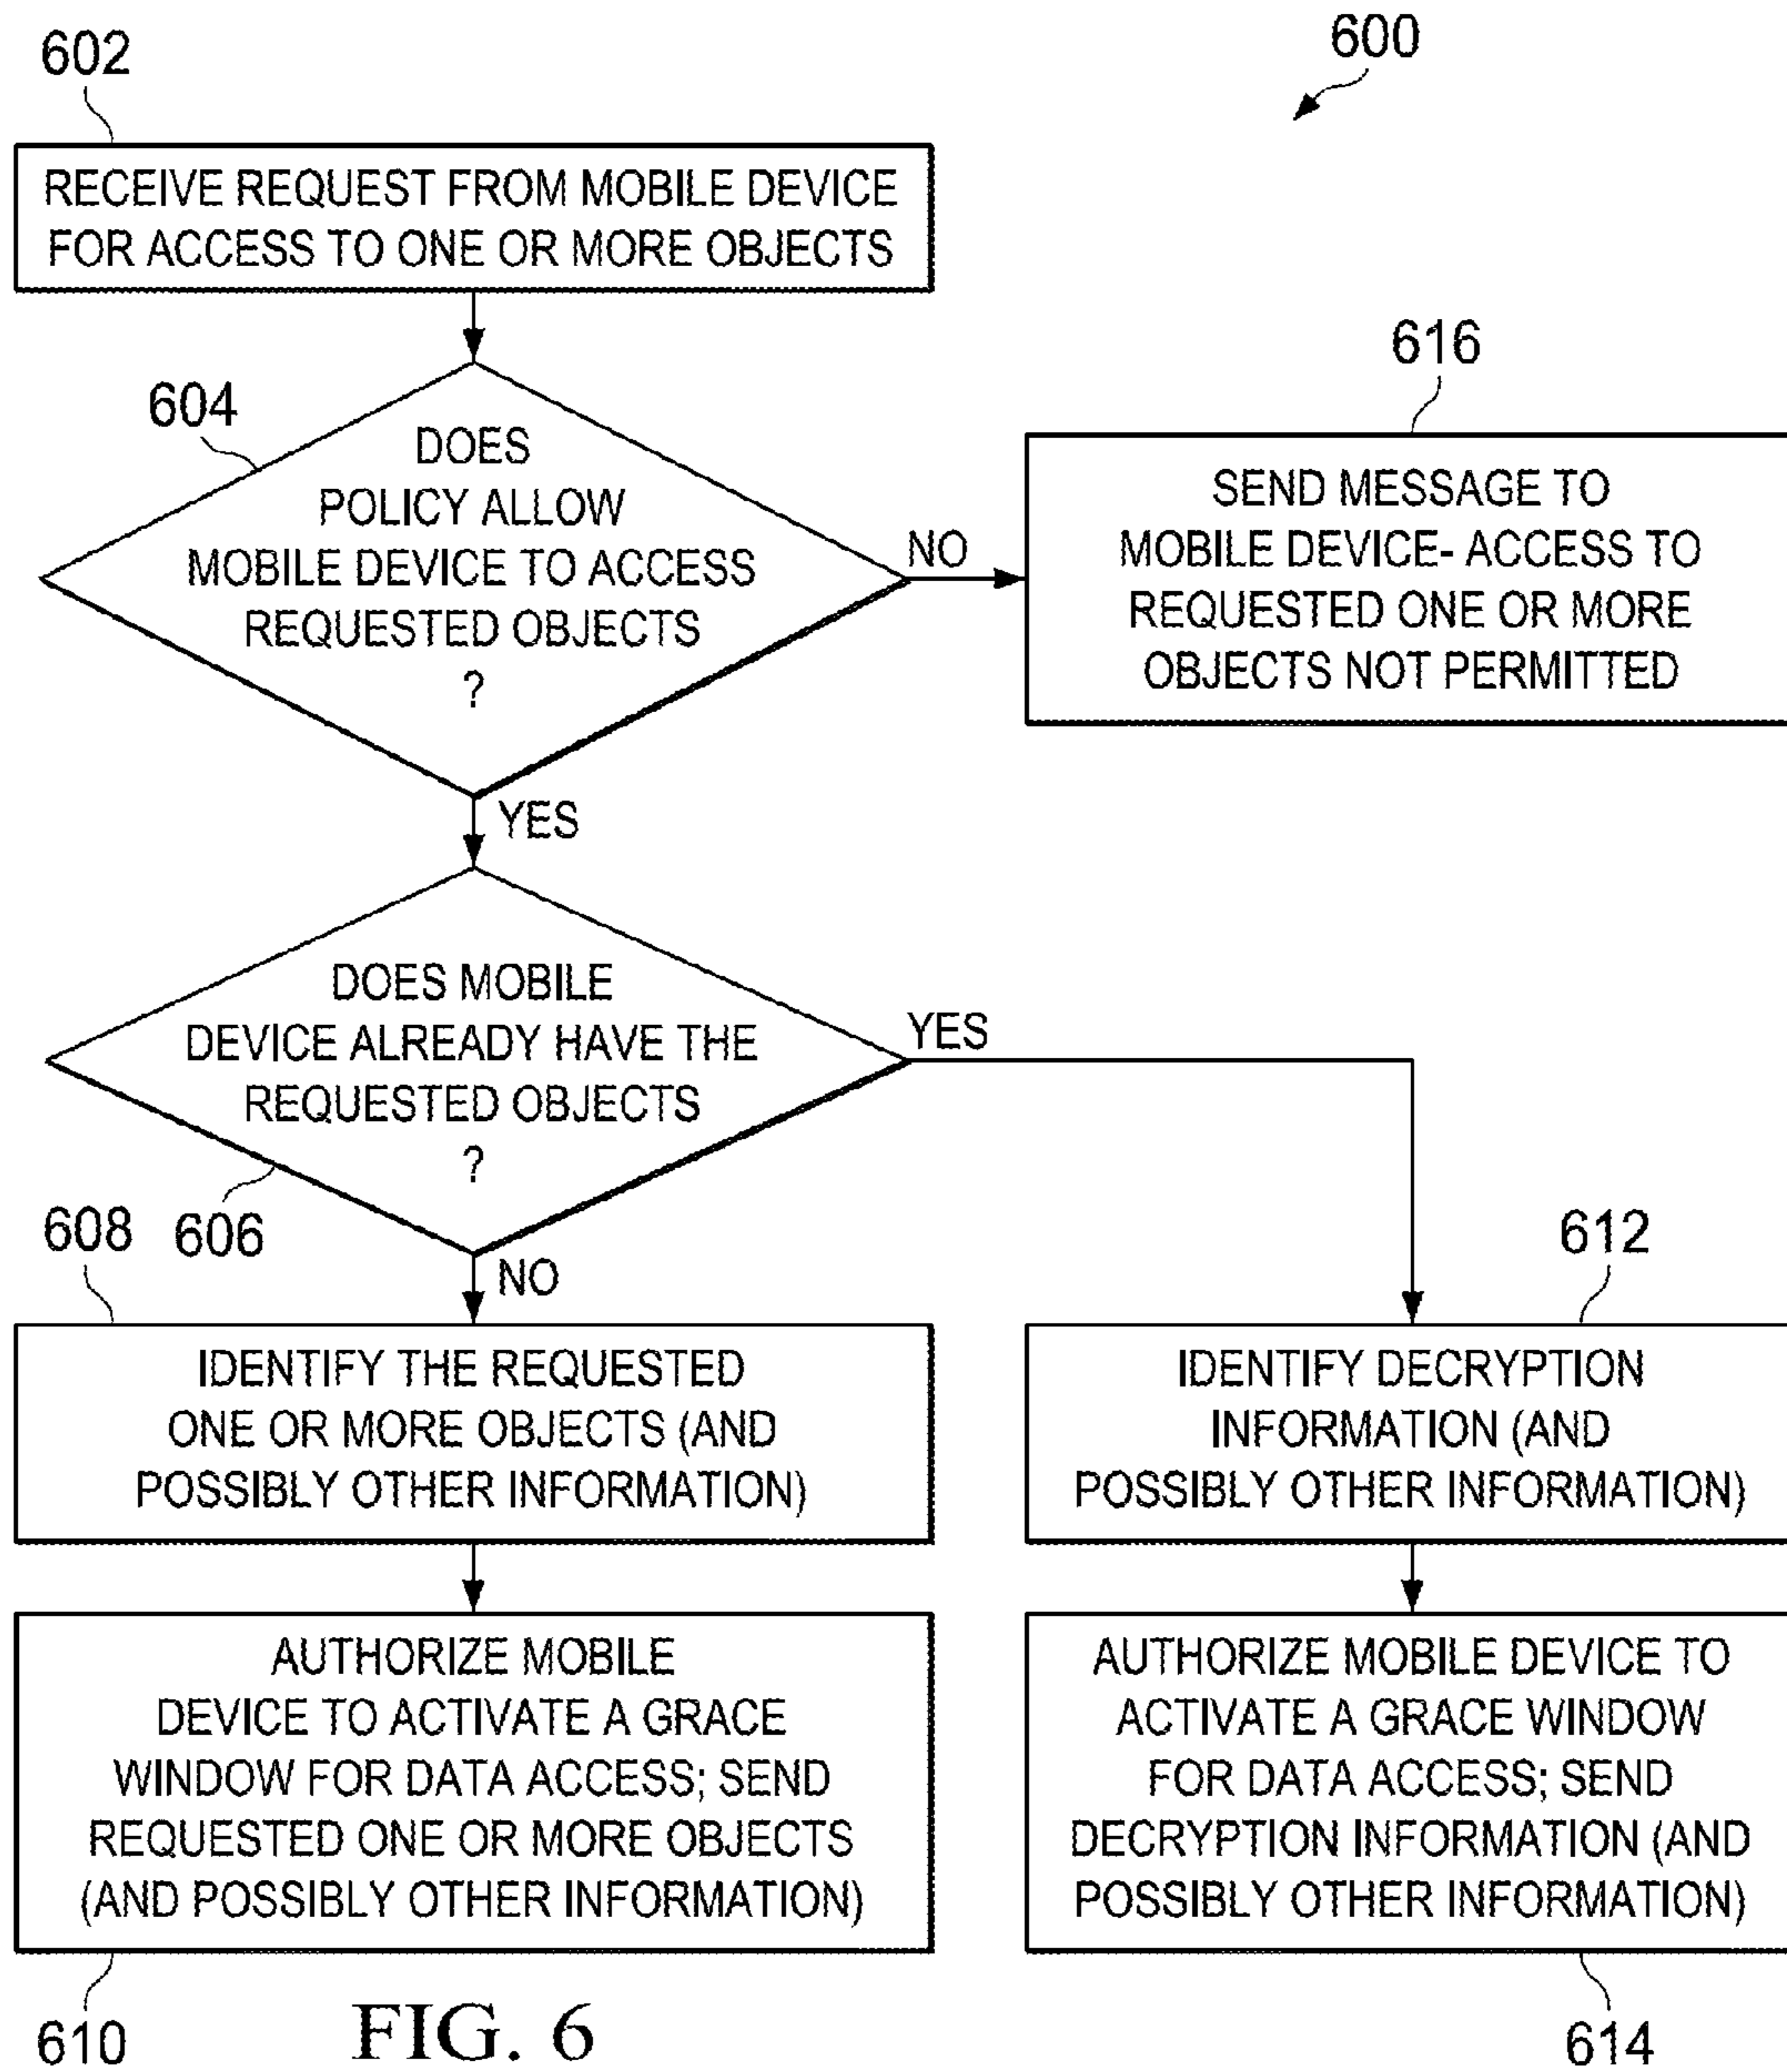 600
602
RECEIVE REQUEST FROM MOBILE DEVICE
FOR ACCESS TO ONE OR MORE OBJECTS
604
DOES
POLICY ALLOW
MOBILE DEVICE TO ACCESS
REQUESTED OBJECTS
?
NO
616
SEND MESSAGE TO
MOBILE DEVICE- ACCESS TO
REQUESTED ONE OR MORE
OBJECTS NOT PERMITTED
YES
DOES MOBILE
DEVICE ALREADY HAVE THE
REQUESTED OBJECTS
?
606
YES
NO
608
IDENTIFY THE REQUESTED
ONE OR MORE OBJECTS (AND
POSSIBLY OTHER INFORMATION)
612
IDENTIFY DECRYPTION
INFORMATION (AND
POSSIBLY OTHER INFORMATION)
AUTHORIZE MOBILE
DEVICE TO ACTIVATE A GRACE
WINDOW FOR DATA ACCESS; SEND
REQUESTED ONE OR MORE OBJECTS
(AND POSSIBLY OTHER INFORMATION)
610
AUTHORIZE MOBILE DEVICE TO
ACTIVATE A GRACE WINDOW
FOR DATA ACCESS; SEND
DECRYPTION INFORMATION (AND
POSSIBLY OTHER INFORMATION)
614
FIG. 6